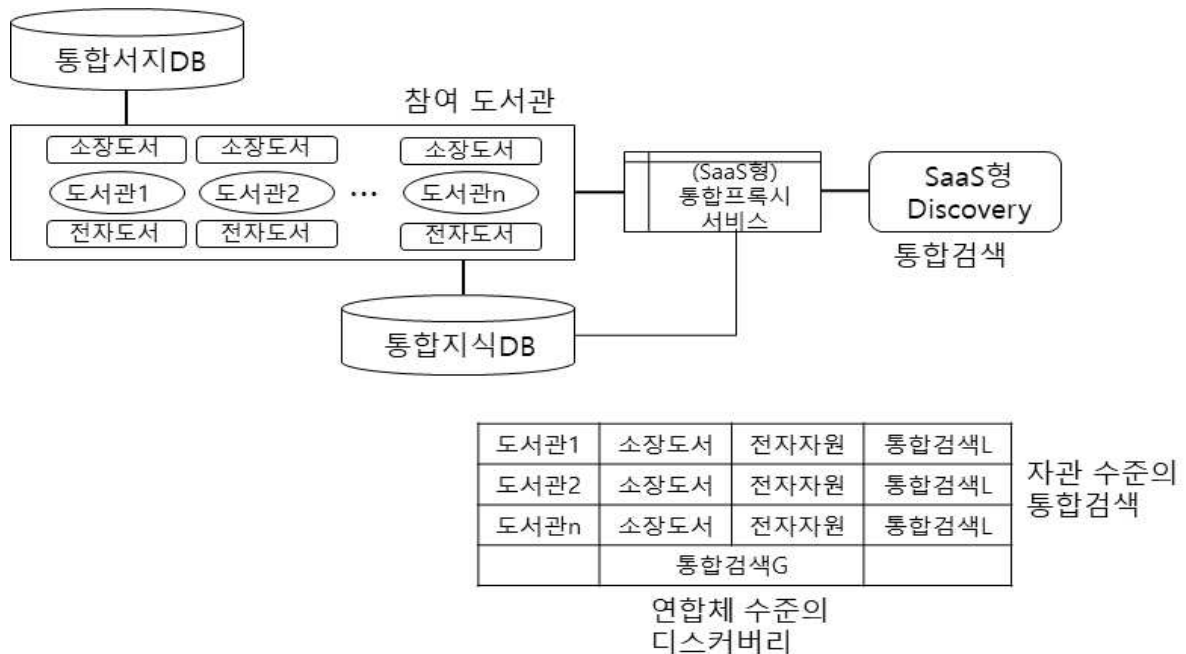 통합서지DB
참여 도서관
소장도서 소장도서 소장도서
도서관1 도서관2 ... 도서관n
전자도서 전자도서 전자도서
(SaaS형)
통합프록시
서비스
SaaS형
Discovery
통합검색
통합지식DB
도서관1 소장도서 전자자원 통합검색L
도서관2 소장도서 전자자원 통합검색L
도서관n 소장도서 전자자원 통합검색L
통합검색G
자관 수준의
통합검색
연합체 수준의
디스커버리